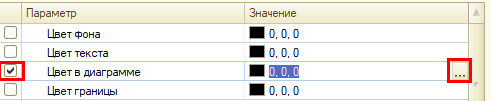 Параметр Значение
Цвет фона 0, 0, 0
Цвет текста 0, 0, 0
Цвет в диаграмме 0, 0, 0 ...
Цвет границы 0, 0, 0